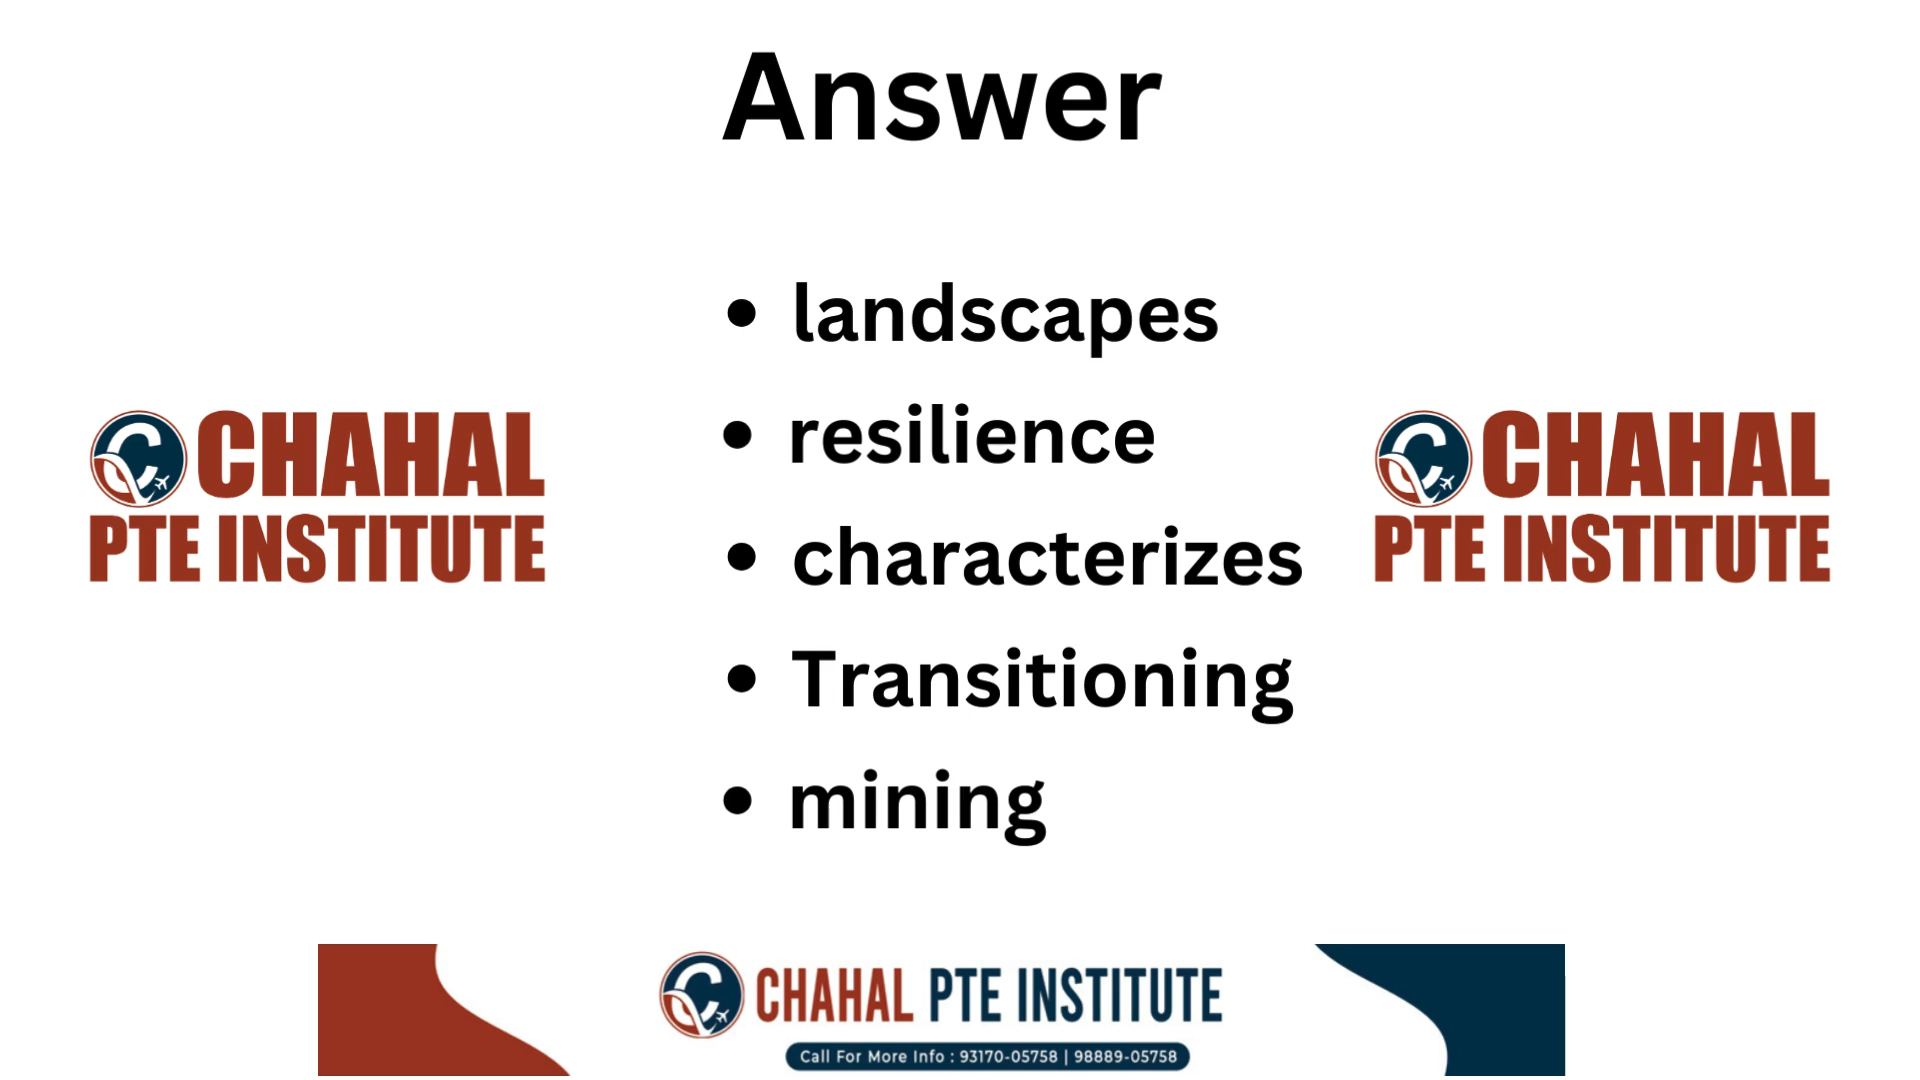 Answer
• landscapes
• resilience
• characterizes
• Transitioning
• mining
CHAHAL
PTE INSTITUTE
CHAHAL
PTE INSTITUTE
CHAHAL PTE INSTITUTE
Call For More Info : 93170-05758 | 98889-05758